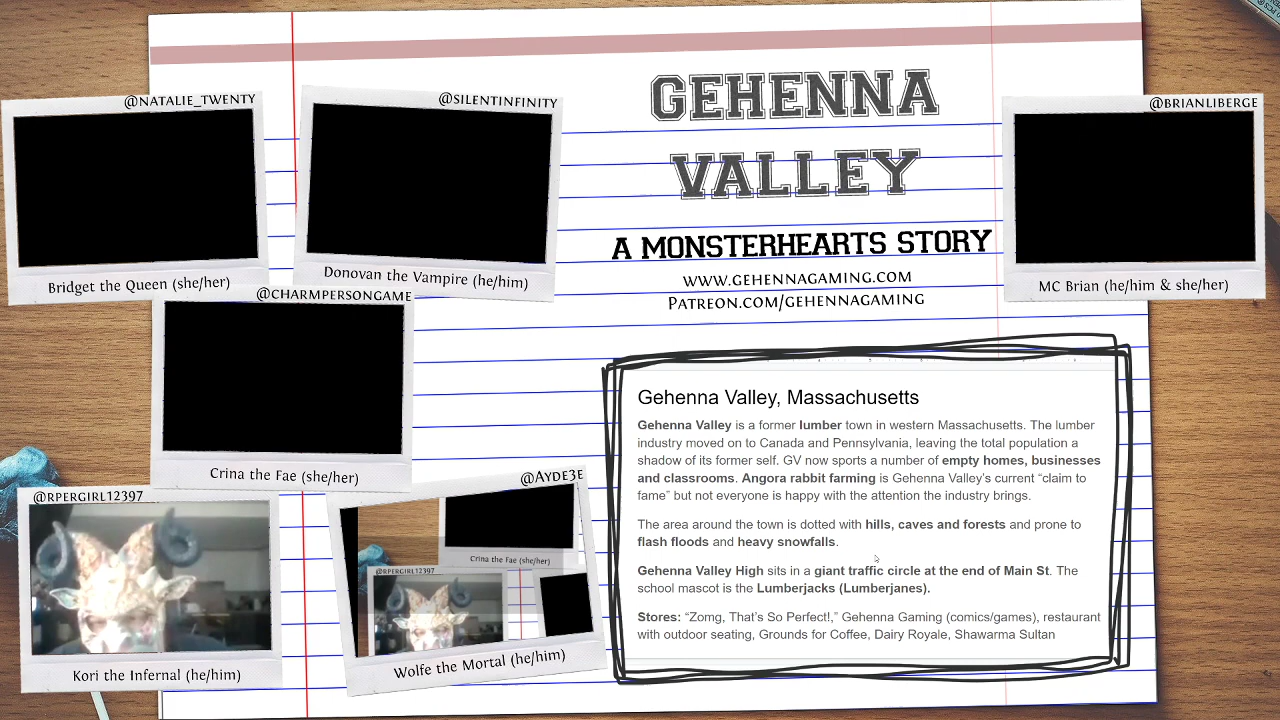 @NATALIE_TWENTY
Bridget the Queen (she/her)
@SILENTINFINITY
Donovan the Vampire (he/him)
GEHENNA
VALLEY
A MONSTERHEARTS STORY
WWW.GEHENNAGAMING.COM
PATREON.COM/GEHENNAGAMING
@BRIANLIBERGE
MC Brian (he/him & she/her)
@CHARMPERSONGAME
Crina the Fae (she/her)
@RPERGIRL12397
Kori the Infernal (he/him)
@AYDE3E
Crina the Fae (she/her)
@RPERGIRL12397
Wolfe the Mortal (he/him)
Gehenna Valley, Massachusetts
Gehenna Valley is a former lumber town in western Massachusetts. The lumber
industry moved on to Canada and Pennsylvania, leaving the total population a
shadow of its former self. GV now sports a number of empty homes, businesses
and classrooms. Angora rabbit farming is Gehenna Valley's current “claim to
fame” but not everyone is happy with the attention the industry brings.
The area around the town is dotted with hills, caves and forests and prone to
flash floods and heavy snowfalls.
Gehenna Valley High sits in a giant traffic circle at the end of Main St. The
school mascot is the Lumberjacks (Lumberjanes).
Stores: “Zomg, That's So Perfect!,” Gehenna Gaming (comics/games), restaurant
with outdoor seating, Grounds for Coffee, Dairy Royale, Shawarma Sultan